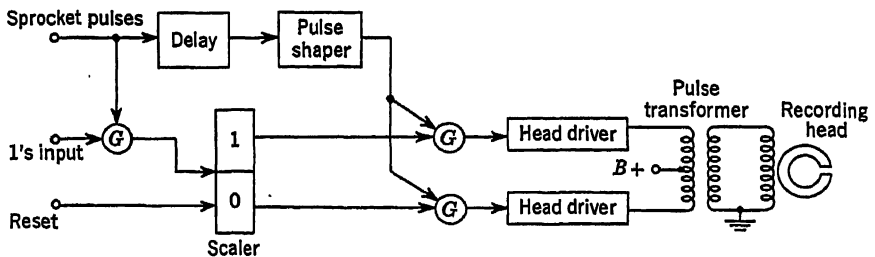 Sprocket pulses
Delay
Pulse
shaper
Pulse
transformer
Recording
head
1's input
G
1
G
Head driver
B+
Reset
0
G
Head driver
Scaler